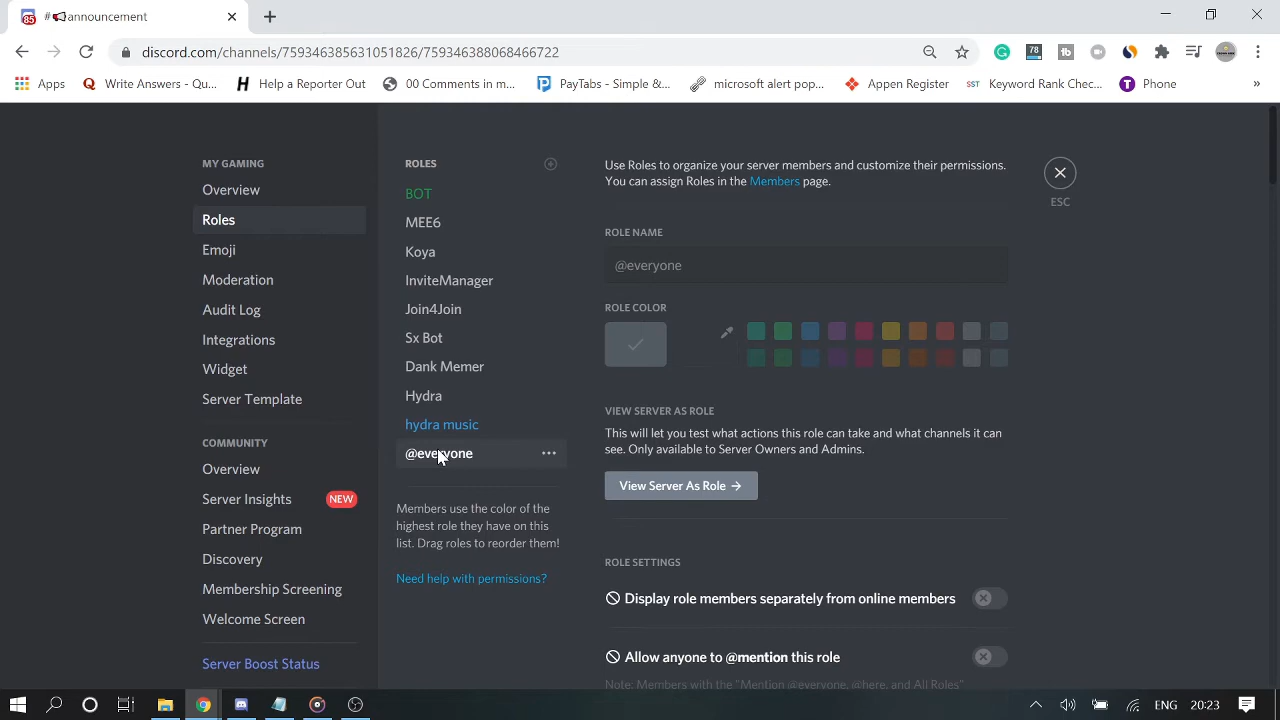 85
# announcement
discord.com/channels/759346385631051826/759346388068466722
78
tb
Apps
Q Write Answers - Qu...
H Help a Reporter Out
00 Comments in m...
PayTabs - Simple &...
microsoft alert pop...
Appen Register
SST Keyword Rank Chec...
T Phone
»
MY GAMING
Overview
Roles
Emoji
Moderation
Audit Log
Integrations
Widget
Server Template
COMMUNITY
Overview
Server Insights NEW
Partner Program
Discovery
Membership Screening
Welcome Screen
Server Boost Status
ROLES
BOT
MEE6
Koya
InviteManager
Join4Join
Sx Bot
Dank Memer
Hydra
hydra music
@everyone
Members use the color of the
highest role they have on this
list. Drag roles to reorder them!
Need help with permissions?
Use Roles to organize your server members and customize their permissions.
You can assign Roles in the Members page.
ESC
ROLE NAME
@everyone
ROLE COLOR
VIEW SERVER AS ROLE
This will let you test what actions this role can take and what channels it can
see. Only available to Server Owners and Admins.
View Server As Role →
ROLE SETTINGS
Display role members separately from online members
Allow anyone to @mention this role
Note: Members with the "Mention @everyone, @here, and All Roles"
ENG 20:23